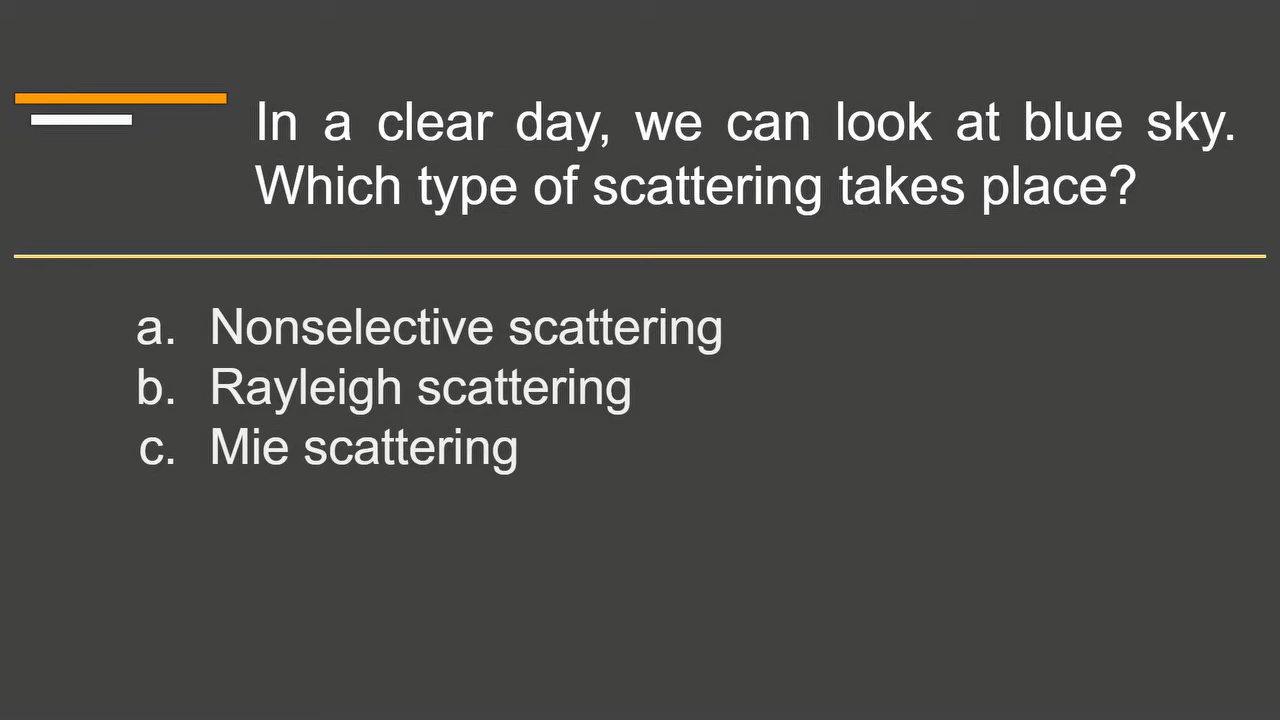 In a clear day, we can look at blue sky.
Which type of scattering takes place?
a. Nonselective scattering
b. Rayleigh scattering
c. Mie scattering